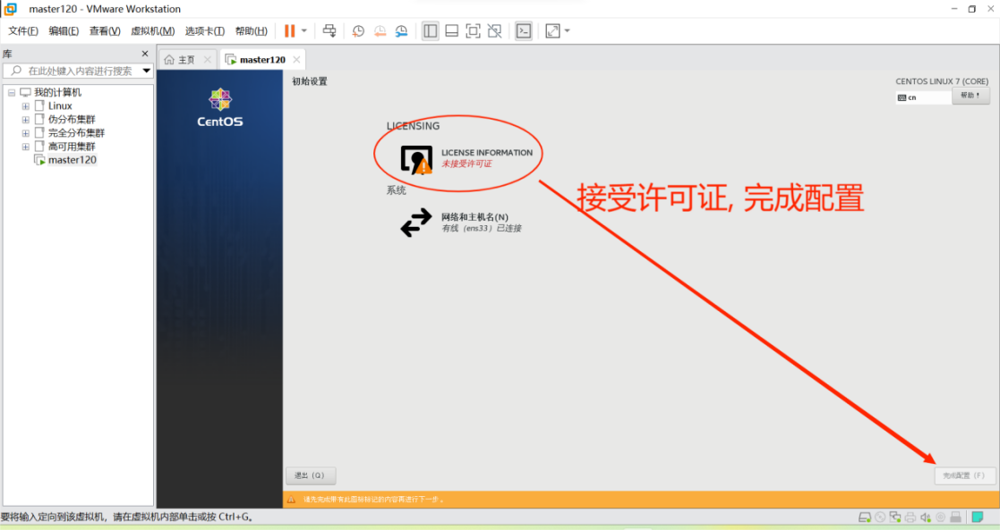 master120 - VMware Workstation
文件(F) 编辑(E) 查看(V) 虚拟机(M) 选项卡(T) 帮助(H)
库
在此处键入内容进行搜索
我的计算机
Linux
伪分布集群
完全分布集群
高可用集群
master120
主页
master120
CentOS
初始设置
CENTOS LINUX 7 (CORE)
cn
帮助！
LICENSING
LICENSE INFORMATION
未接受许可证
系统
网络和主机名(N)
有线（ens33）已连接
接受许可证, 完成配置
退出（Q）
完成配置（F）
请先完成带有此图标标记的内容再进行下一步。
要将输入定向到该虚拟机，请在虚拟机内部单击或按 Ctrl+G。